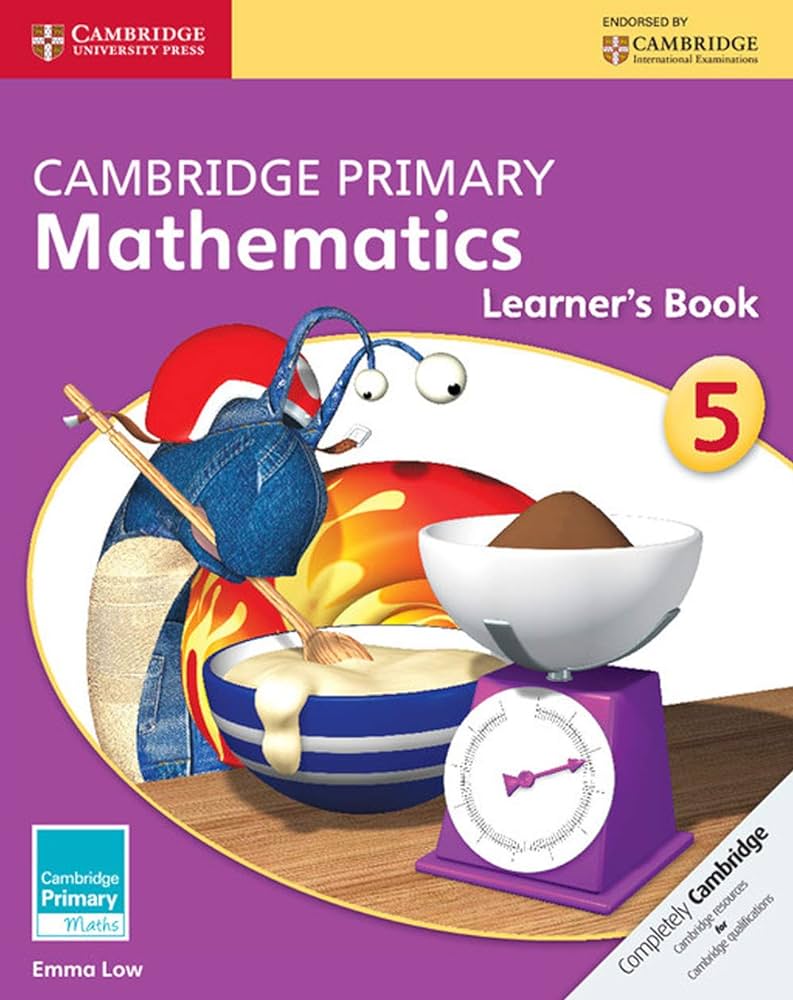 CAMBRIDGE
UNIVERSITY PRESS
ENDORSED BY
CAMBRIDGE
International Examinations
CAMBRIDGE PRIMARY
Mathematics
Learner's Book
5
Cambridge
Primary
Maths
Emma Low
Completely Cambridge
Cambridge resources
for
Cambridge qualifications